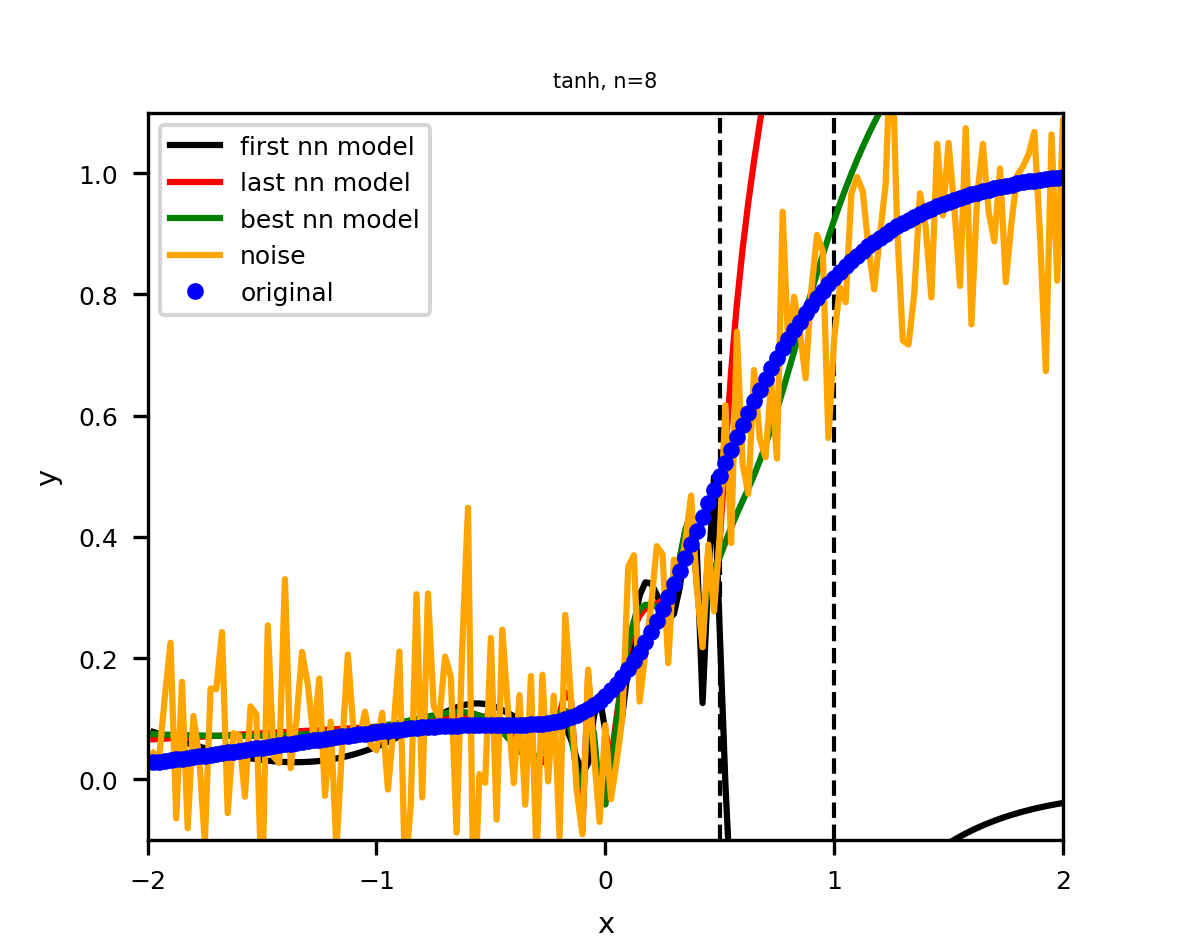 tanh, n=8
first nn model
last nn model
best nn model
noise
original
1.0
0.8
0.6
0.4
0.2
0.0
y
−2 −1 0 1 2
x